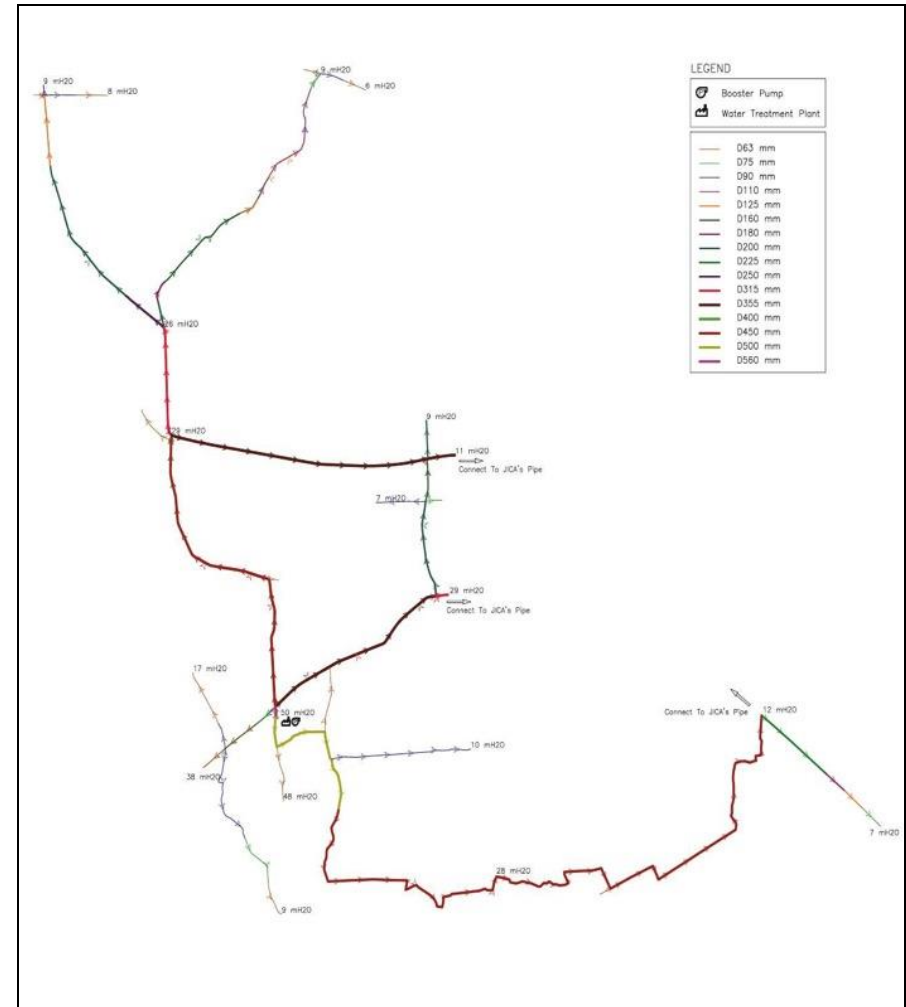 9 mH20
8 mH20
9 mH20
6 mH20
LEGEND
Booster Pump
Water Treatment Plant
D63 mm
D75 mm
D90 mm
D110 mm
D125 mm
D160 mm
D180 mm
D200 mm
D225 mm
D250 mm
D315 mm
D355 mm
D400 mm
D450 mm
D500 mm
D560 mm
26 mH20
29 mH20
9 mH20
11 mH20
Connect To JICA's Pipe
7 mH20
29 mH20
Connect To JICA's Pipe
17 mH20
50 mH20
38 mH20
48 mH20
10 mH20
Connect To JICA's Pipe
12 mH20
7 mH20
28 mH20
9 mH20